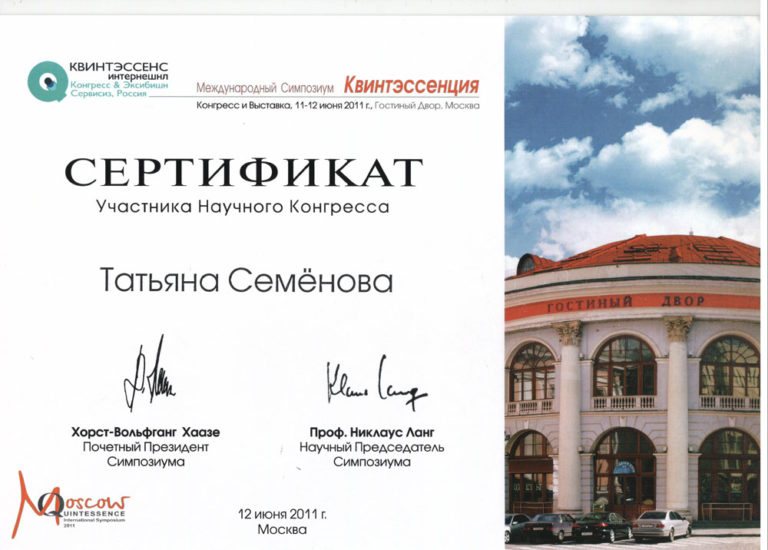 КВИНТЭССЕНС
интернешнл
Конгресс & Эксибишн
Сервисиз, Россия
Международный Симпозиум Квинтэссенция
Конгресс и Выставка, 11-12 июня 2011 г., Гостиный Двор, Москва
СЕРТИФИКАТ
Участника Научного Конгресса
Татьяна Семёнова
ГОСТИНЫЙ ДВОР
Klaus Lang
Хорст-Вольфганг Хаазе
Почетный Президент
Симпозиума
Проф. Никлаус Ланг
Научный Председатель
Симпозиума
Moscow
QUINTESSENCE
International Symposium
2011
12 июня 2011 г.
Москва